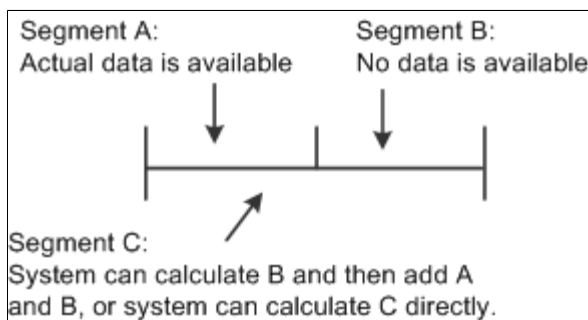 Segment A:
Actual data is available
Segment B:
No data is available
Segment C:
System can calculate B and then add A
and B, or system can calculate C directly.